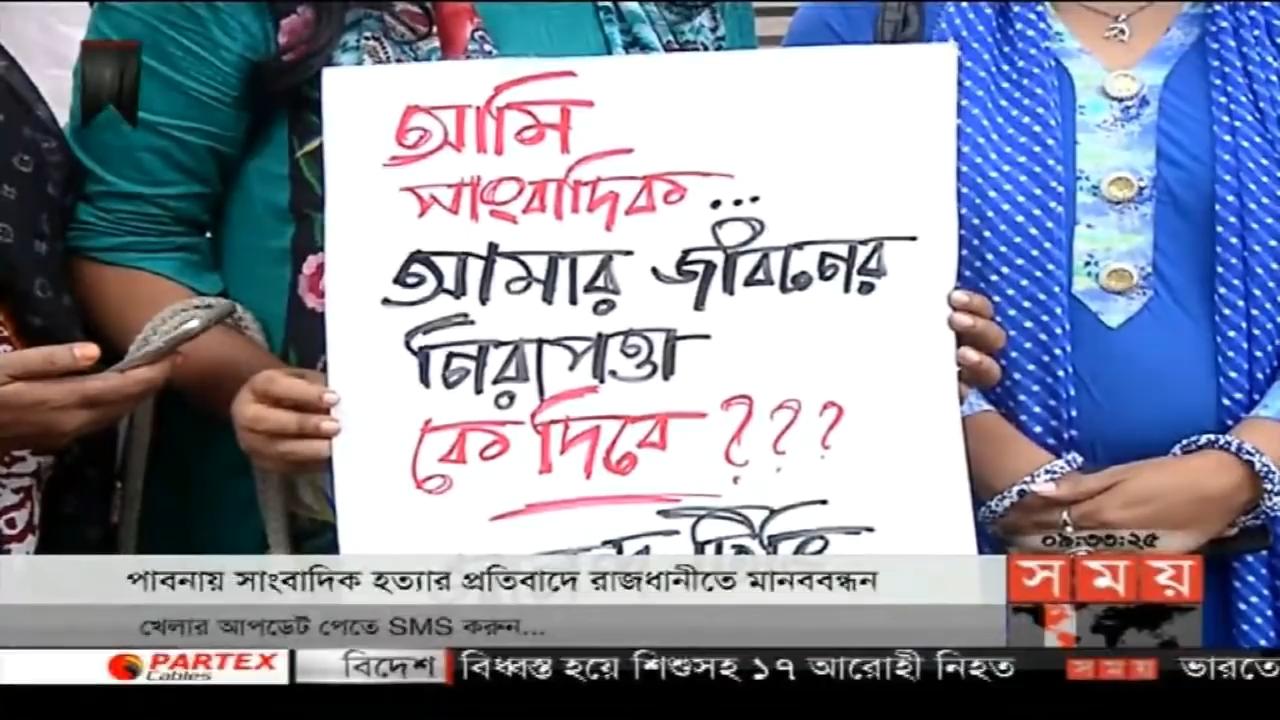 আমি
সাংবাদিক...
আমার জীবনের
নিরাপত্তা
কে দিবে ???
পাবনায় সাংবাদিক হত্যার প্রতিবাদে রাজধানীতে মানববন্ধন
সময়
খেলার আপডেট পেতে SMS করুন...
PARTEX
Cables
বিদেশ
বিধ্বস্ত হয়ে শিশুসহ ১৭ আরোহী নিহত
সময়
ভারতে